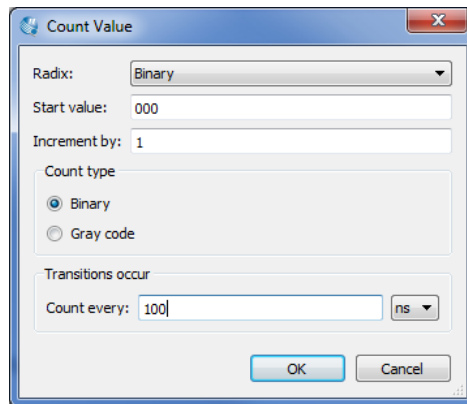 Count Value
Radix: Binary
Start value: 000
Increment by: 1
Count type
Binary
Gray code
Transitions occur
Count every: 100 ns
OK Cancel